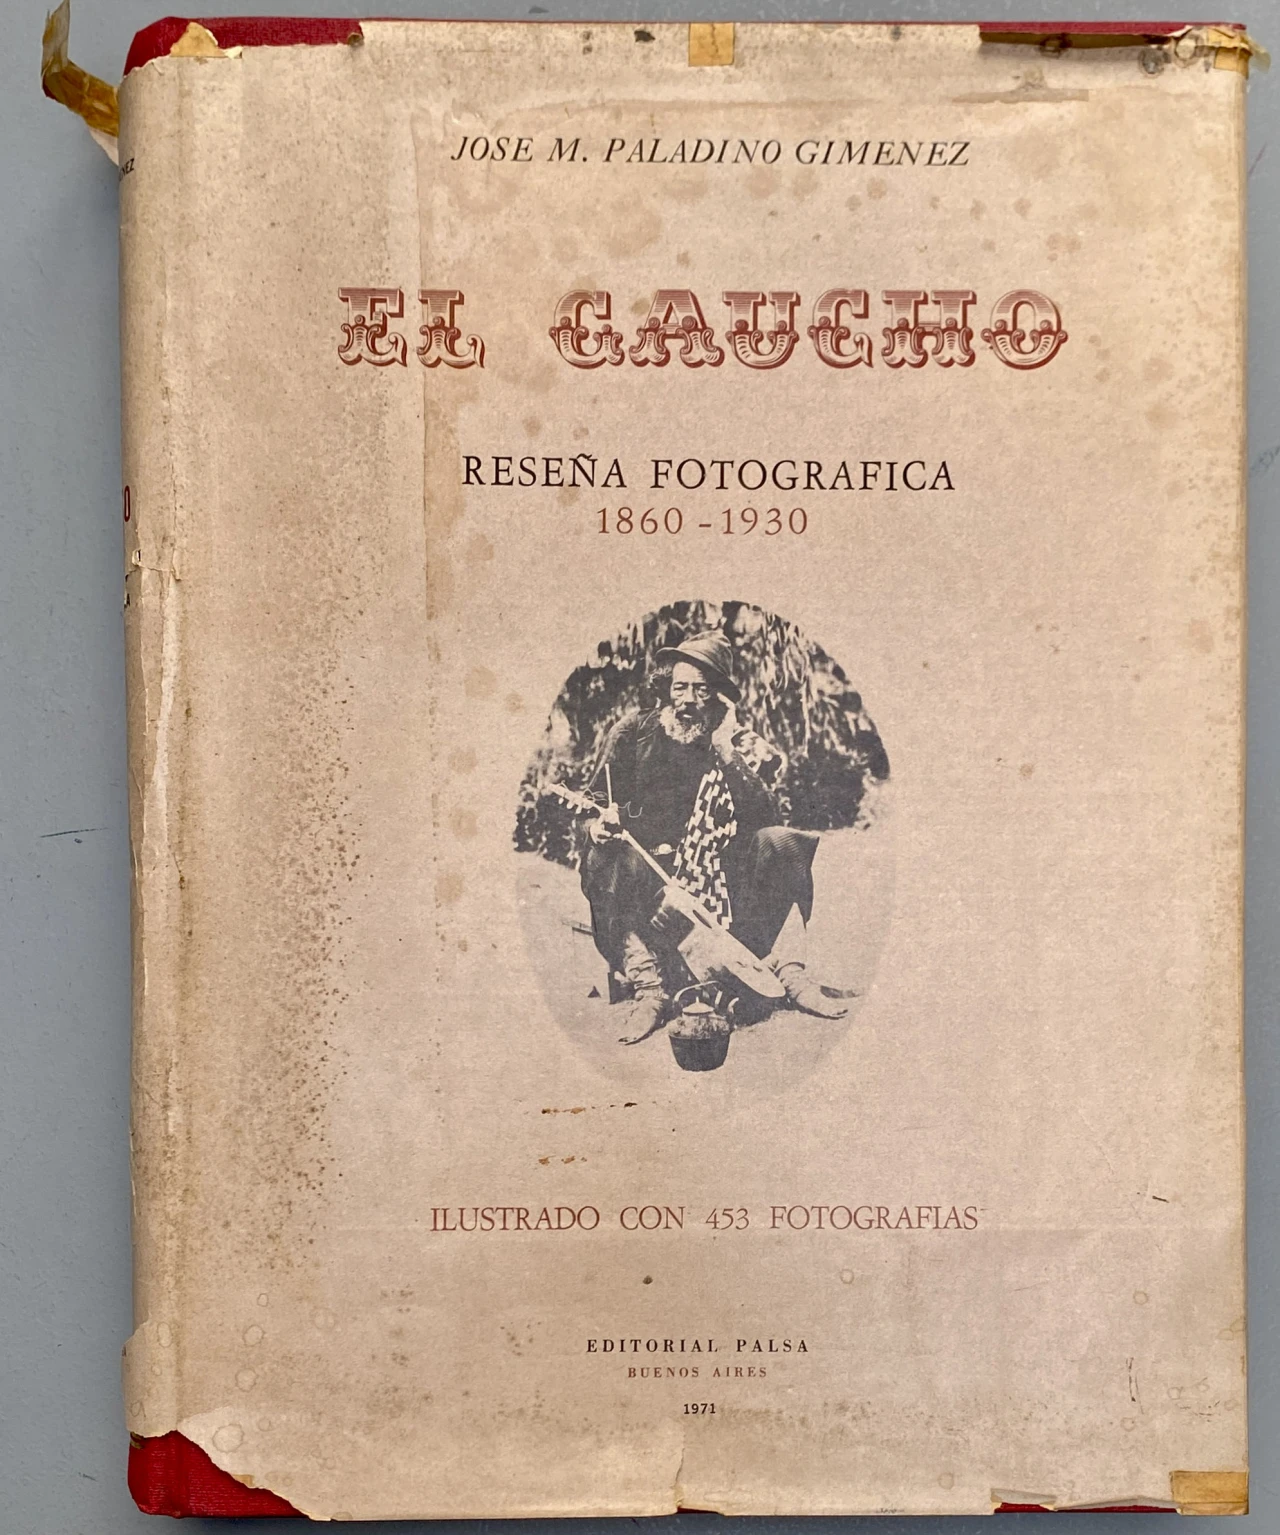 JOSE M. PALADINO GIMENEZ
EL GAUCHO
RESEÑA FOTOGRAFICA
1860-1930
ILUSTRADO CON 453 FOTOGRAFIAS
EDITORIAL PALSA
BUENOS AIRES
1971